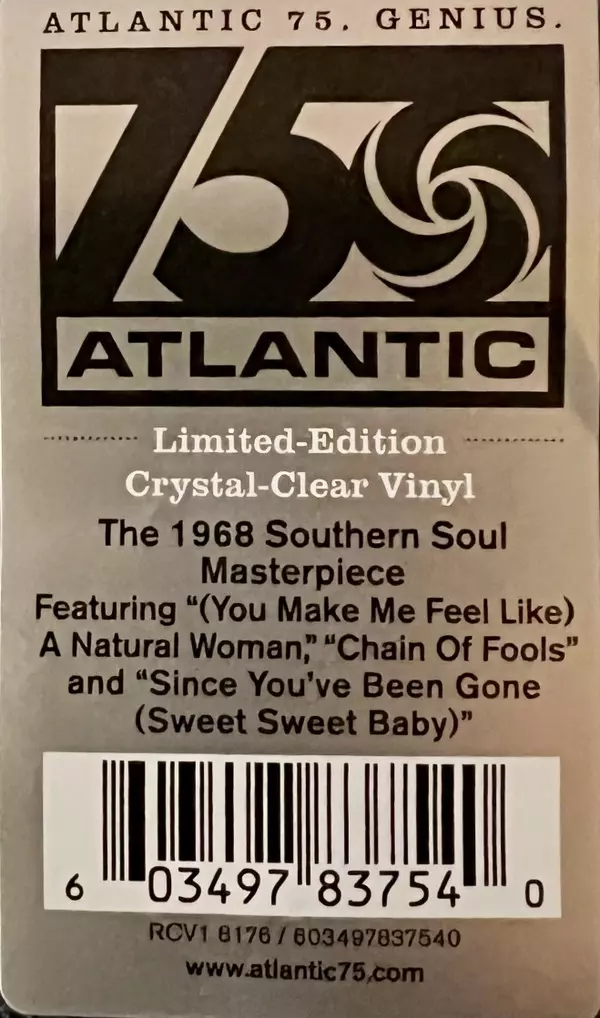 ATLANTIC 75. GENIUS.
75
ATLANTIC
Limited-Edition
Crystal-Clear Vinyl
The 1968 Southern Soul
Masterpiece
Featuring “(You Make Me Feel Like)
A Natural Woman,” “Chain Of Fools”
and “Since You’ve Been Gone
(Sweet Sweet Baby)”
6 03497 83754 0
RCV1 8176 / 603497837540
www.atlantic75.com